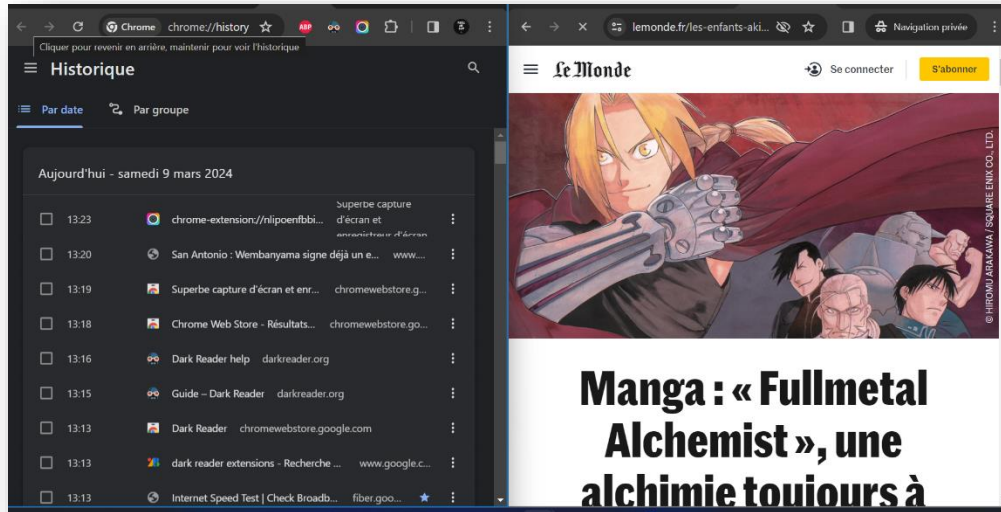 Chrome chrome://history ABP
Cliquer pour revenir en arrière, maintenir pour voir l'historique
Historique
Par date Par groupe
Aujourd'hui - samedi 9 mars 2024
13:23 chrome-extension://nlipoenfbbi... Superbe capture d'écran et enregistreur d'écran
13:20 San Antonio : Wembanyama signe déjà un e... www....
13:19 Superbe capture d'écran et enr... chromewebstore.g...
13:18 Chrome Web Store - Résultats... chromewebstore.go...
13:16 Dark Reader help darkreader.org
13:15 Guide – Dark Reader darkreader.org
13:13 Dark Reader chromewebstore.google.com
13:13 dark reader extensions - Recherche ... www.google.c...
13:13 Internet Speed Test | Check Broadb... fiber.goo...
lemonde.fr/les-enfants-aki... Navigation privée
Le Monde Se connecter S'abonner
© HIROMU ARAKAWA / SQUARE ENIX CO., LTD.
Manga : « Fullmetal
Alchemist », une
alchimie toujours à